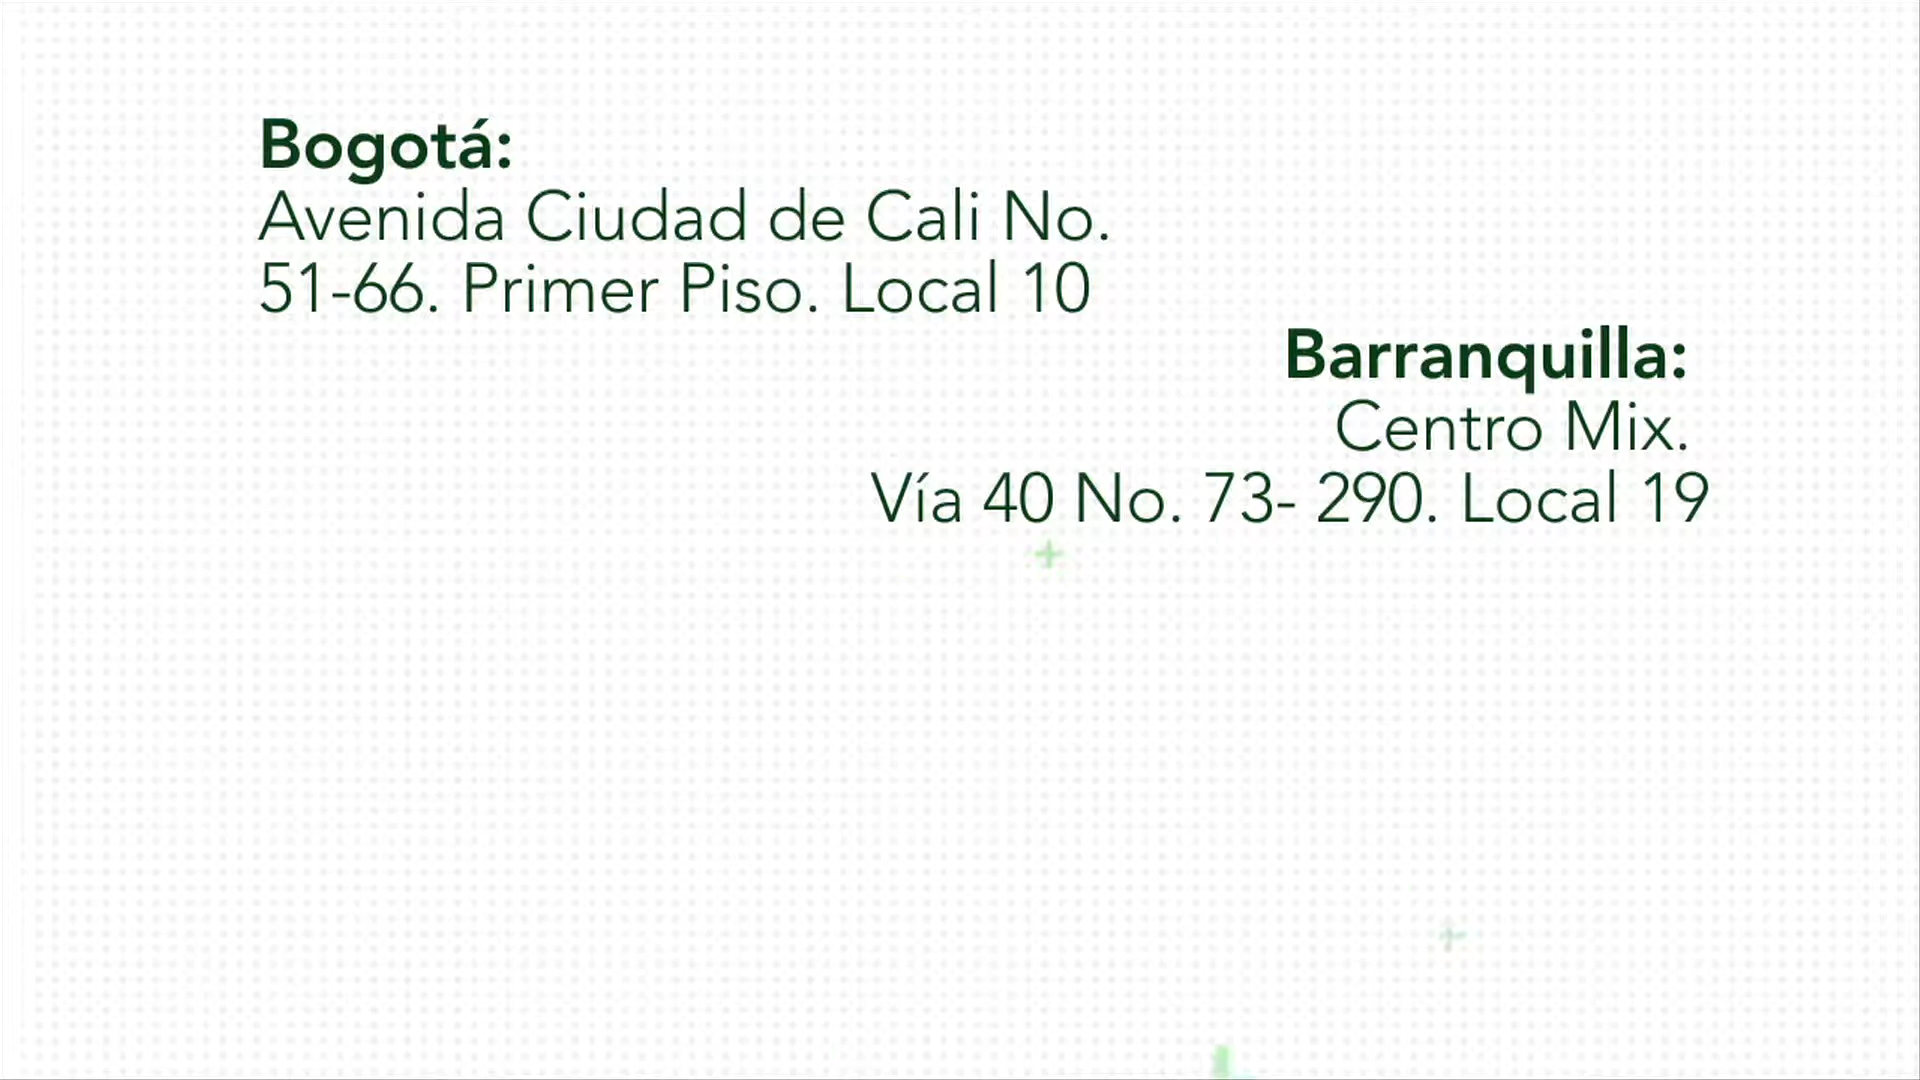 Bogotá:
Avenida Ciudad de Cali No.
51-66. Primer Piso. Local 10
Barranquilla:
Centro Mix.
Vía 40 No. 73- 290. Local 19